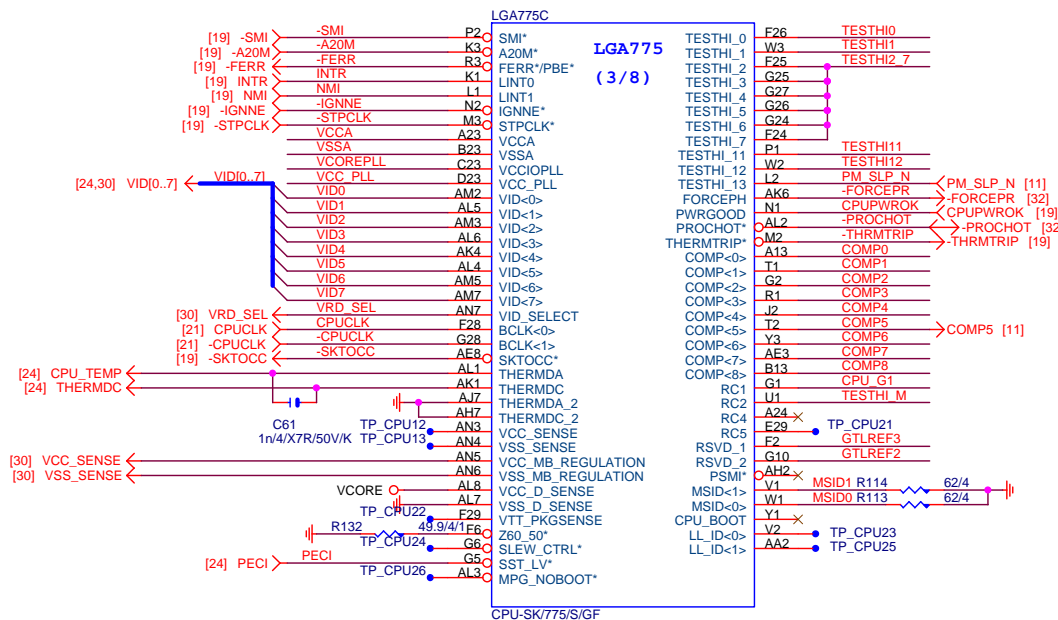 LGA775C
LGA775
(3/8)
[19] -SMI -SMI P2 SMI*
[19] -A20M -A20M K3 A20M*
[19] -FERR -FERR R3 FERR*/PBE*
[19] INTR INTR K1 LINT0
[19] NMI NMI L1 LINT1
[19] -IGNNE -IGNNE N2 IGNNE*
[19] -STPCLK -STPCLK M3 STPCLK*
VCCA A23 VCCA
VSSA B23 VSSA
VCOREPLL C23 VCCIOPLL
VCC_PLL D23 VCC_PLL
[24,30] VID[0..7] VID[0..7]
VID0 AM2 VID<0>
VID1 AL5 VID<1>
VID2 AM3 VID<2>
VID3 AL6 VID<3>
VID4 AK4 VID<4>
VID5 AL4 VID<5>
VID6 AM5 VID<6>
VID7 AM7 VID<7>
[30] VRD_SEL VRD_SEL AN7 VID_SELECT
[21] CPUCLK CPUCLK F28 BCLK<0>
[21] -CPUCLK -CPUCLK G28 BCLK<1>
[19] -SKTOCC -SKTOCC AE8 SKTOCC*
[24] CPU_TEMP AL1 THERMDA
[24] THERMDC AK1 THERMDC
AJ7 THERMDA_2
AH7 THERMDC_2
C61
1n/4/X7R/50V/K
TP_CPU12 AN3 VCC_SENSE
TP_CPU13 AN4 VSS_SENSE
[30] VCC_SENSE AN5 VCC_MB_REGULATION
[30] VSS_SENSE AN6 VSS_MB_REGULATION
VCORE AL8 VCC_D_SENSE
AL7 VSS_D_SENSE
TP_CPU22 F29 VTT_PKGSENSE
R132 49.9/4/1 F6 Z60_50*
TP_CPU24 G6 SLEW_CTRL*
[24] PECI PECI G5 SST_LV*
TP_CPU26 AL3 MPG_NOBOOT*
TESTHI_0 F26 TESTHI0
TESTHI_1 W3 TESTHI1
TESTHI_2 F25 TESTHI2_7
TESTHI_3 G25
TESTHI_4 G27
TESTHI_5 G26
TESTHI_6 G24
TESTHI_7 F24
TESTHI_11 P1 TESTHI11
TESTHI_12 W2 TESTHI12
TESTHI_13 L2 PM_SLP_N PM_SLP_N [11]
FORCEPH AK6 -FORCEPR -FORCEPR [32]
PWRGOOD N1 CPUPWROK CPUPWROK [19]
PROCHOT* AL2 -PROCHOT -PROCHOT [32
THERMTRIP* M2 -THRMTRIP -THRMTRIP [19]
COMP<0> A13 COMP0
COMP<1> T1 COMP1
COMP<2> G2 COMP2
COMP<3> R1 COMP3
COMP<4> J2 COMP4
COMP<5> T2 COMP5 COMP5 [11]
COMP<6> Y3 COMP6
COMP<7> AE3 COMP7
COMP<8> B13 COMP8
RC1 G1 CPU_G1
RC2 U1 TESTHI_M
RC4 A24
RC5 E29 TP_CPU21
RSVD_1 F2 GTLREF3
RSVD_2 G10 GTLREF2
PSMI* AH2
MSID<1> V1 MSID1 R114 62/4
MSID<0> W1 MSID0 R113 62/4
CPU_BOOT Y1
LL_ID<0> V2 TP_CPU23
LL_ID<1> AA2 TP_CPU25
CPU-SK/775/S/GF